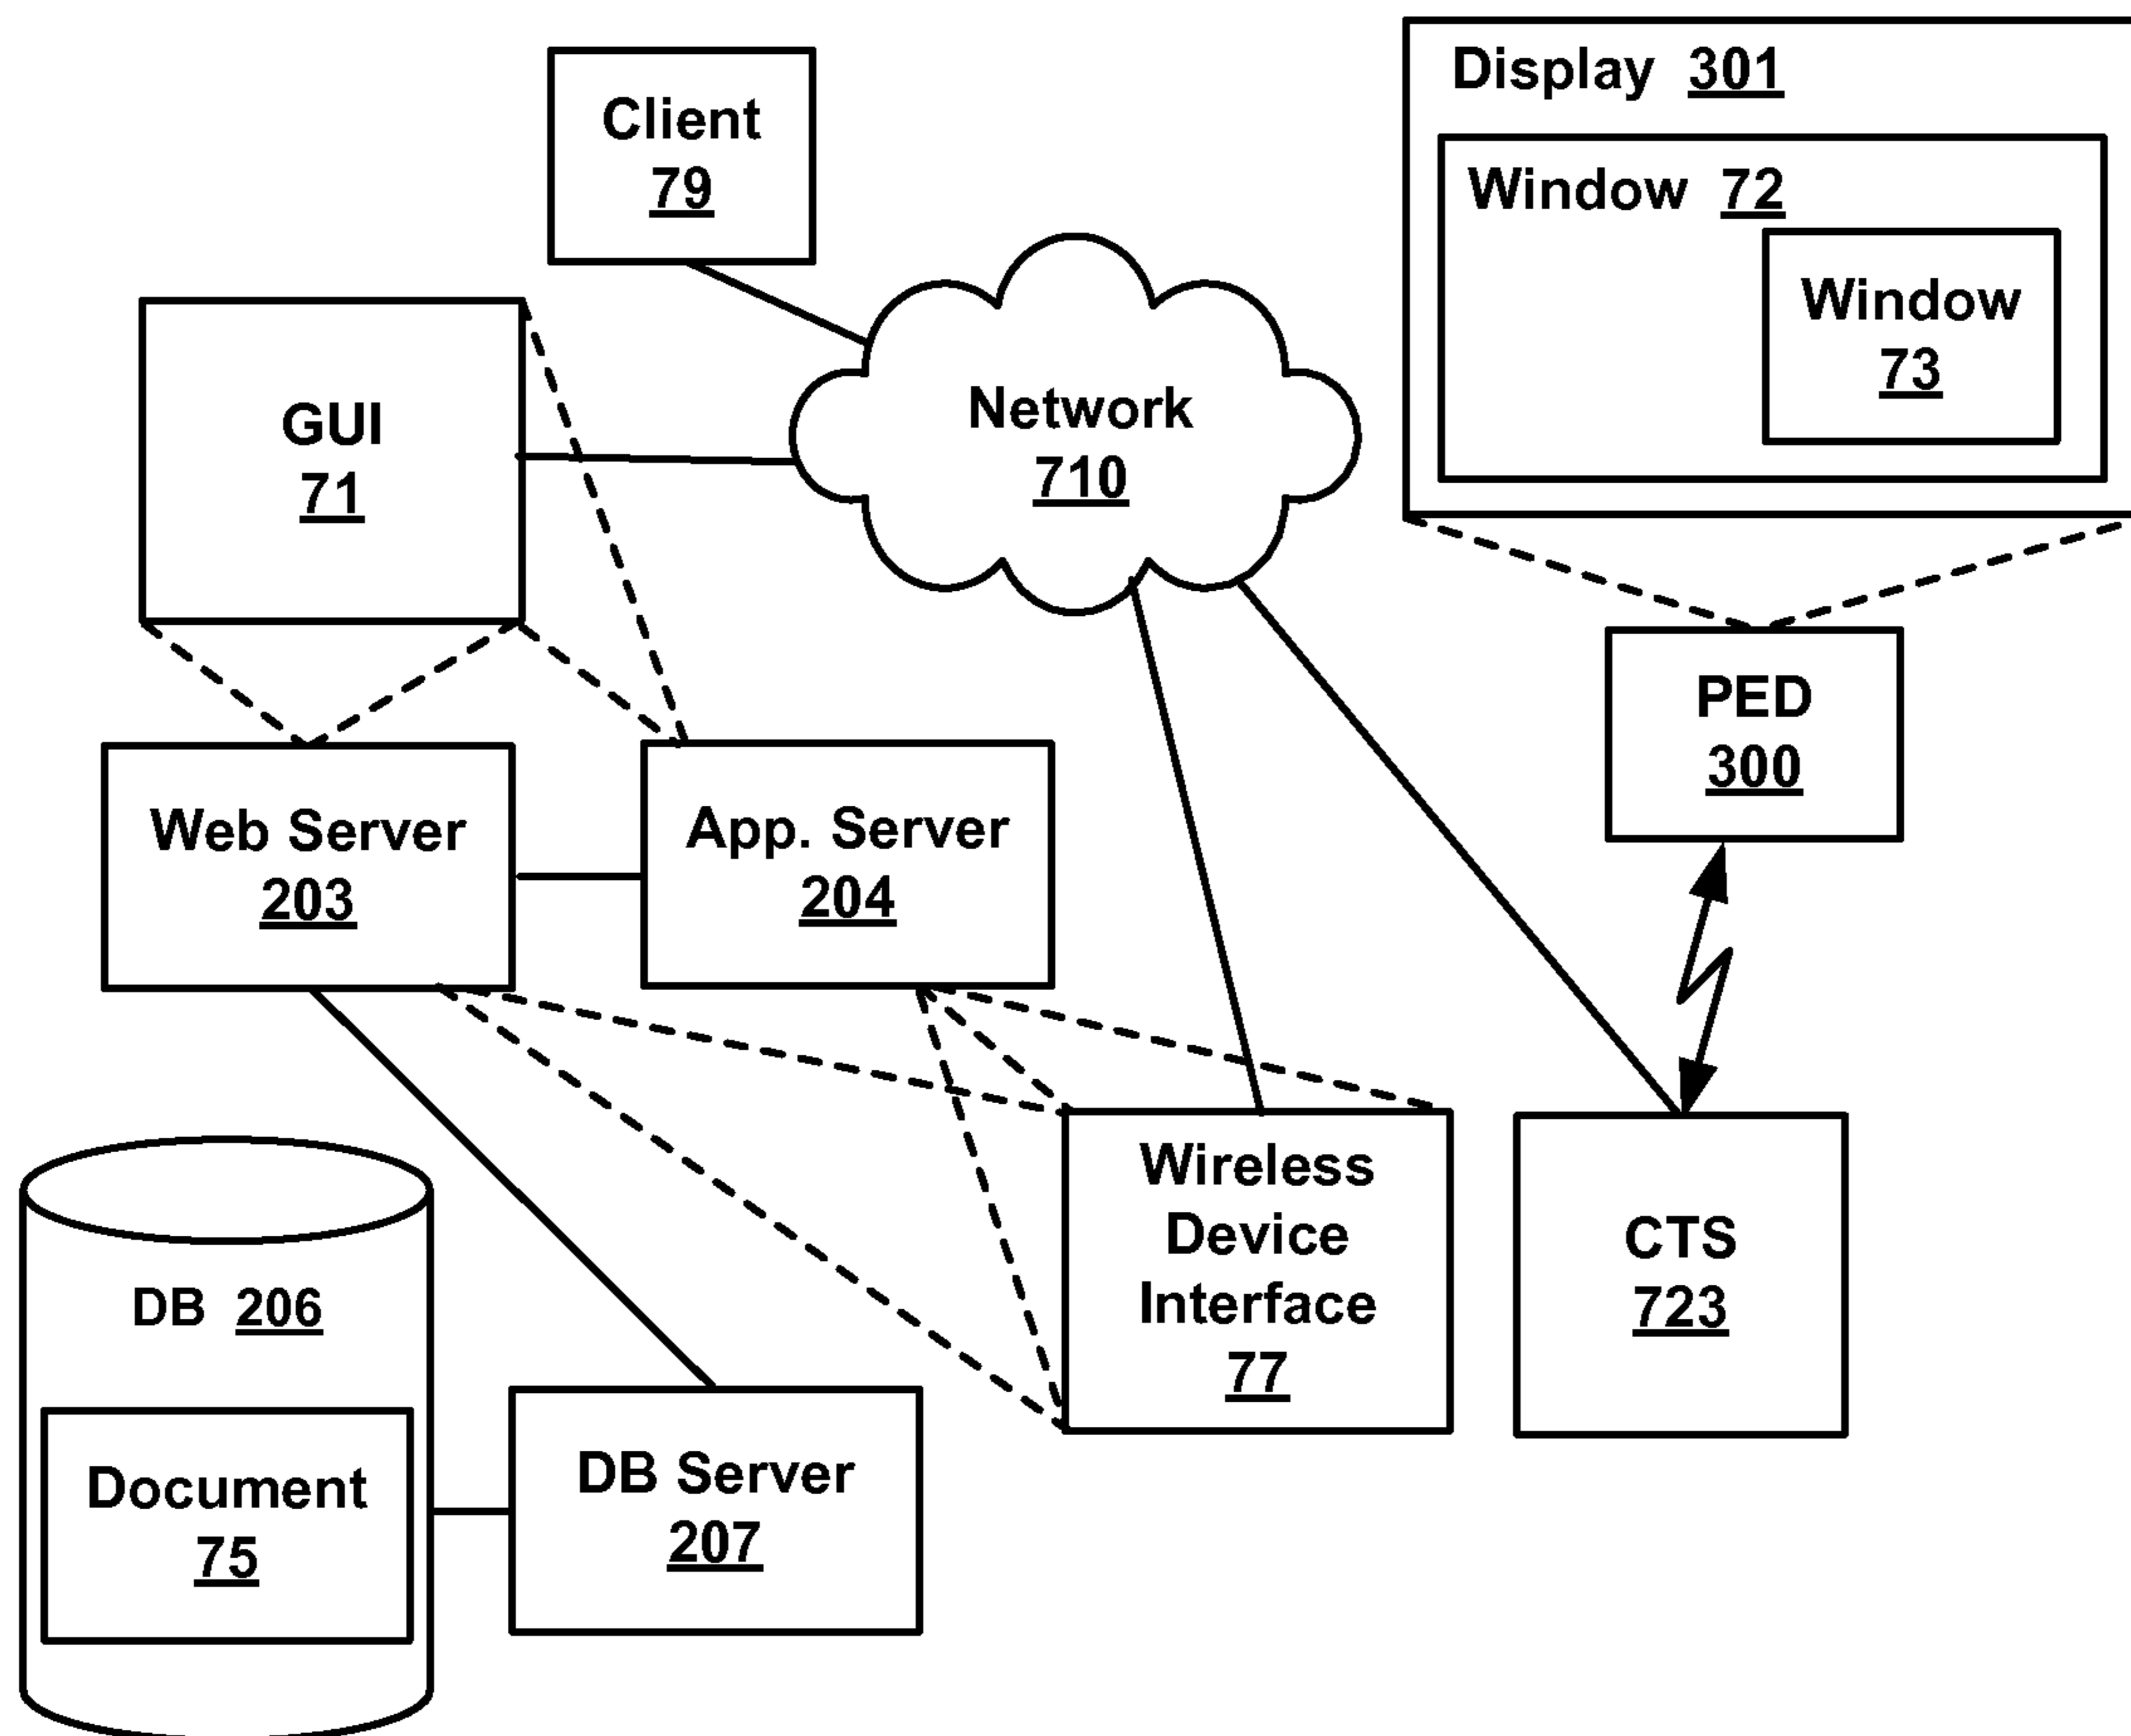 Display 301
Client
79
Window 72
Window
73
GUI
71
Network
710
PED
300
Web Server
203
App. Server
204
Wireless
Device
Interface
77
CTS
723
DB 206
Document
75
DB Server
207